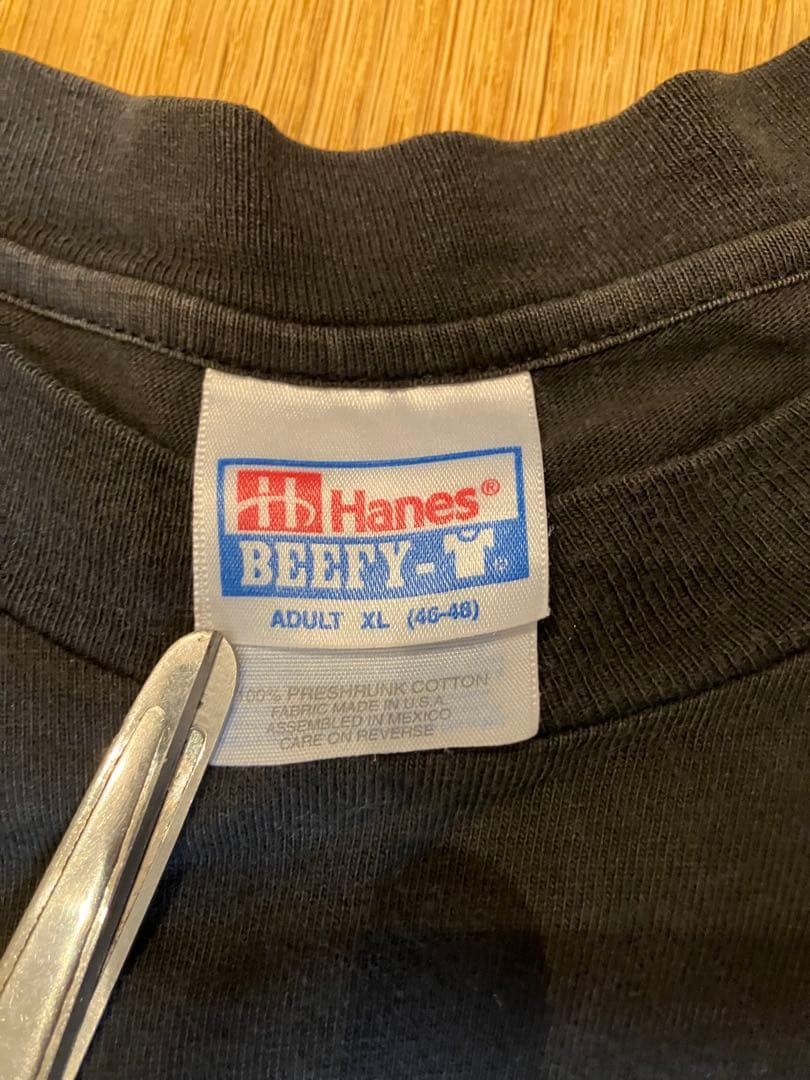 Hanes®
BEEFY-
ADULT XL (46-48)
100% PRESHRUNK COTTON
FABRIC MADE IN U.S.A.
ASSEMBLED IN MEXICO
CARE ON REVERSE